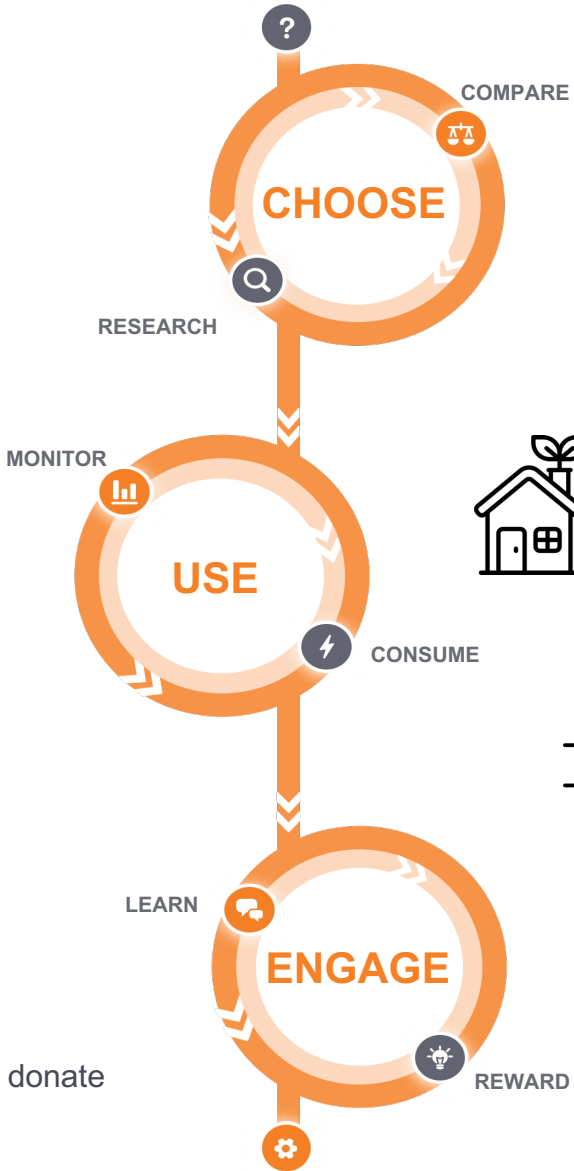 ?
COMPARE
CHOOSE
RESEARCH
MONITOR
USE
CONSUME
LEARN
ENGAGE
donate
REWARD